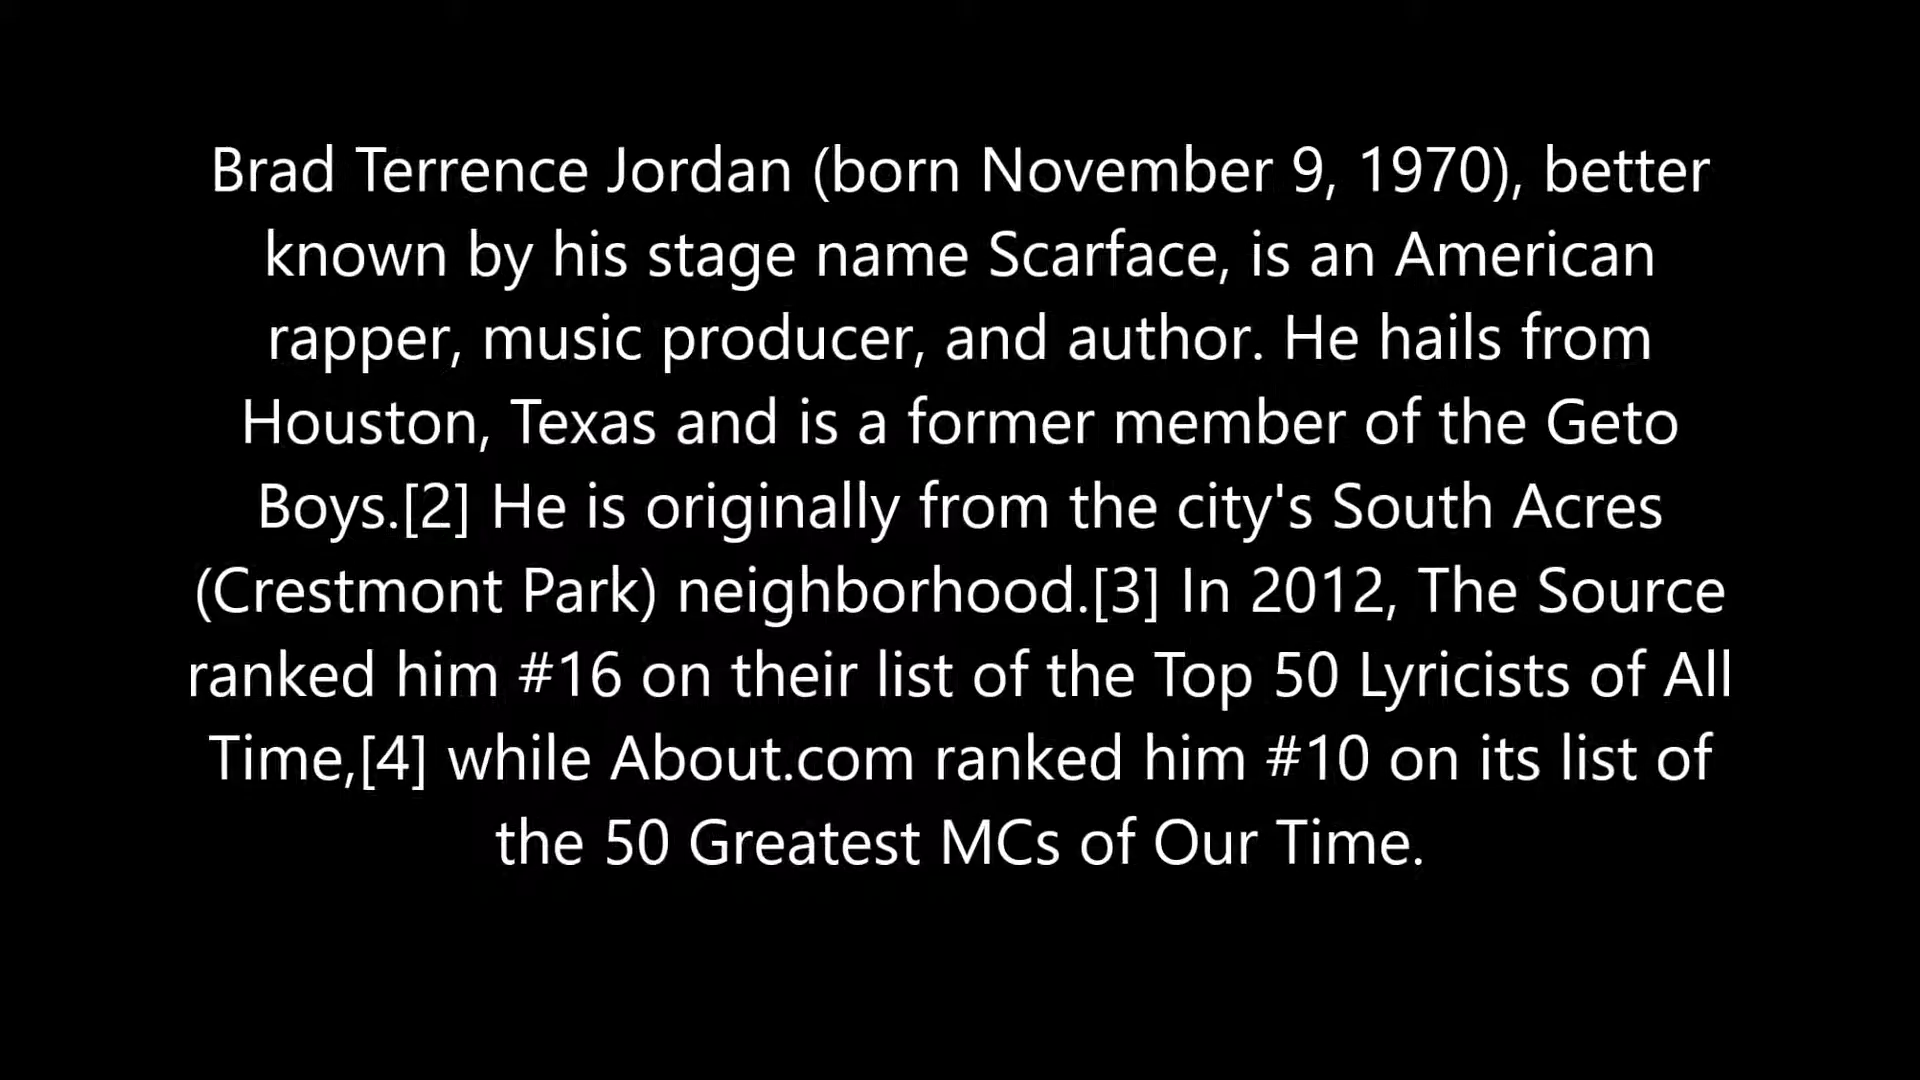 Brad Terrence Jordan (born November 9, 1970), better
known by his stage name Scarface, is an American
rapper, music producer, and author. He hails from
Houston, Texas and is a former member of the Geto
Boys.[2] He is originally from the city's South Acres
(Crestmont Park) neighborhood.[3] In 2012, The Source
ranked him #16 on their list of the Top 50 Lyricists of All
Time,[4] while About.com ranked him #10 on its list of
the 50 Greatest MCs of Our Time.